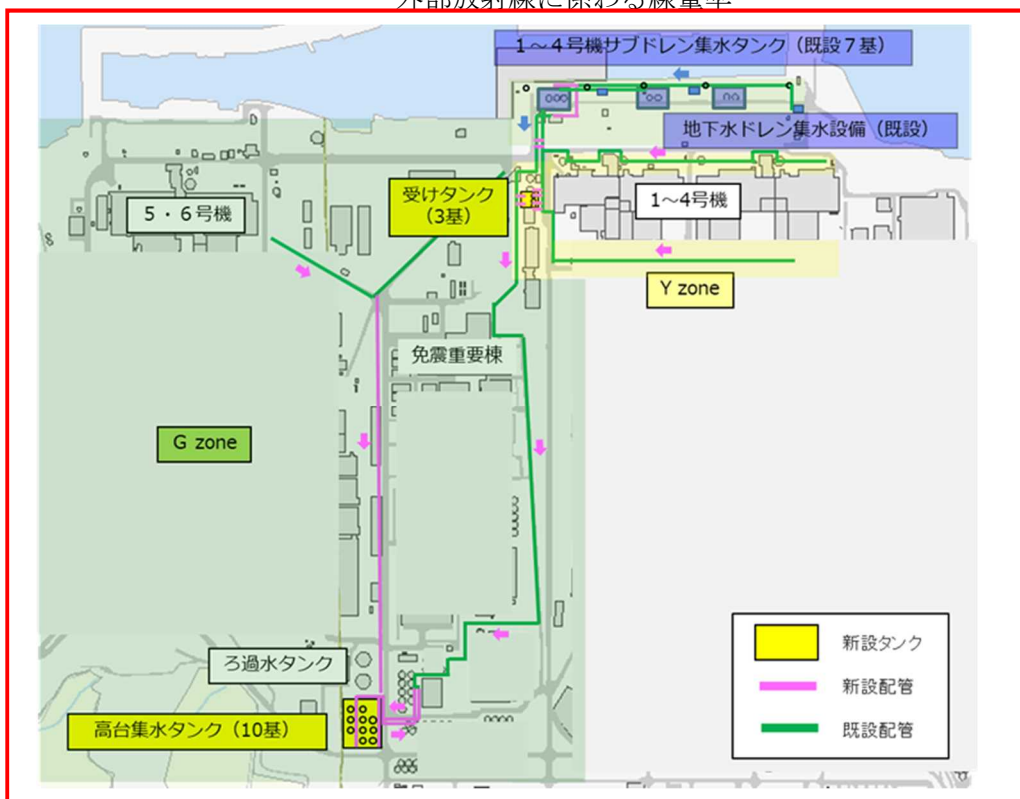 外部放射線に係わる線量率
1~4号機サブドレン集水タンク(既設7基)
地下水ドレン集水設備(既設)
受けタンク
(3基)
5・6号機
1~4号機
Y zone
免震重要棟
G zone
ろ過水タンク
高台集水タンク(10基)
新設タンク
新設配管
既設配管